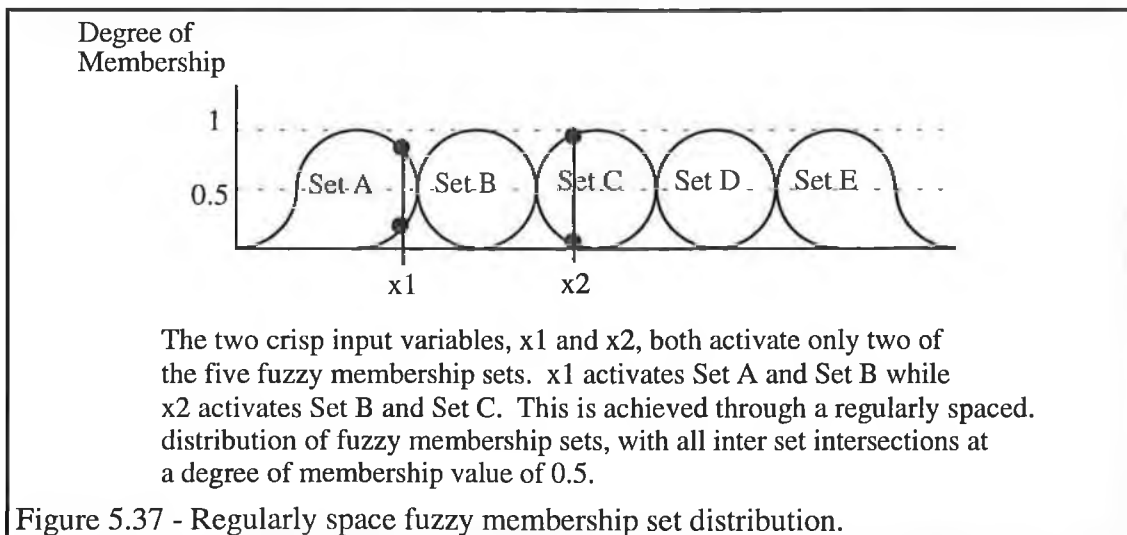 Degree of
Membership
1
0.5
Set A
Set B
Set C
Set D
Set E
x1
x2
The two crisp input variables, x1 and x2, both activate only two of
the five fuzzy membership sets. x1 activates Set A and Set B while
x2 activates Set B and Set C. This is achieved through a regularly spaced.
distribution of fuzzy membership sets, with all inter set intersections at
a degree of membership value of 0.5.
Figure 5.37 - Regularly space fuzzy membership set distribution.